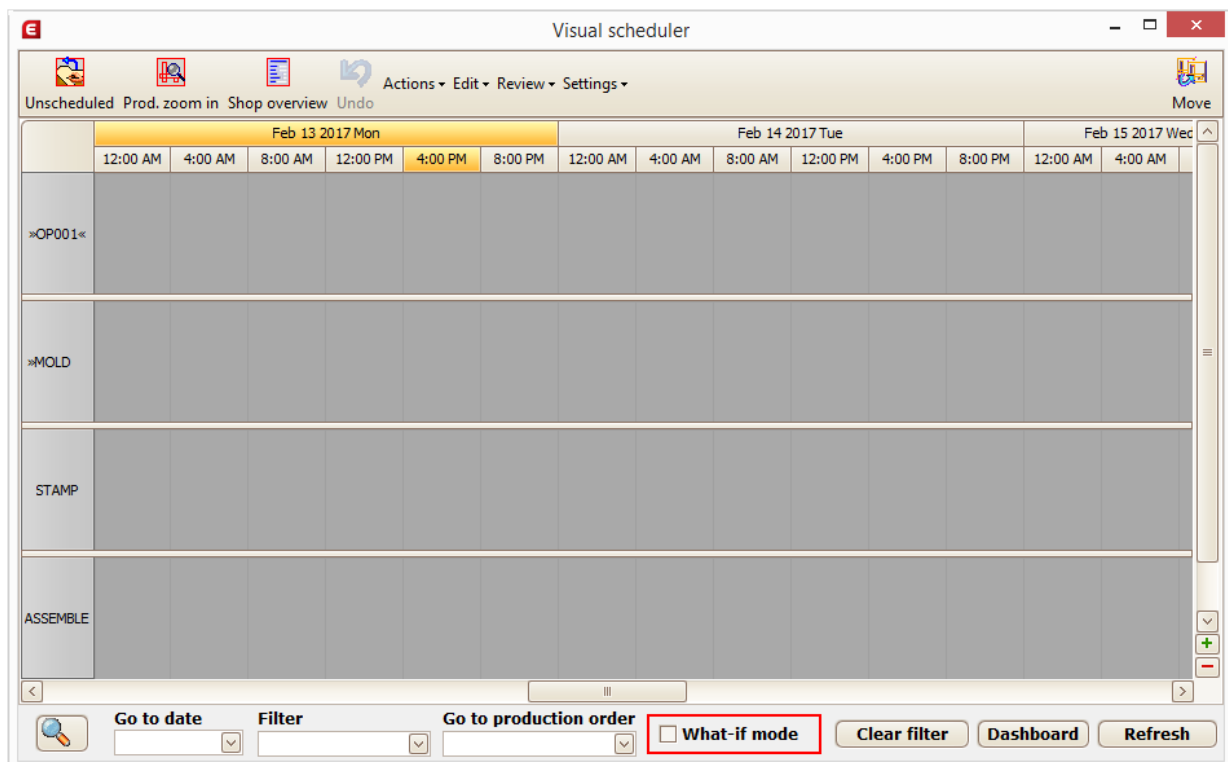 Visual scheduler
Unscheduled Prod. zoom in Shop overview Undo Actions Edit Review Settings Move
Feb 13 2017 Mon Feb 14 2017 Tue Feb 15 2017 Wed
12:00 AM 4:00 AM 8:00 AM 12:00 PM 4:00 PM 8:00 PM 12:00 AM 4:00 AM 8:00 AM 12:00 PM 4:00 PM 8:00 PM 12:00 AM 4:00 AM
»OP001«
»MOLD
STAMP
ASSEMBLE
Go to date Filter Go to production order
What-if mode Clear filter Dashboard Refresh